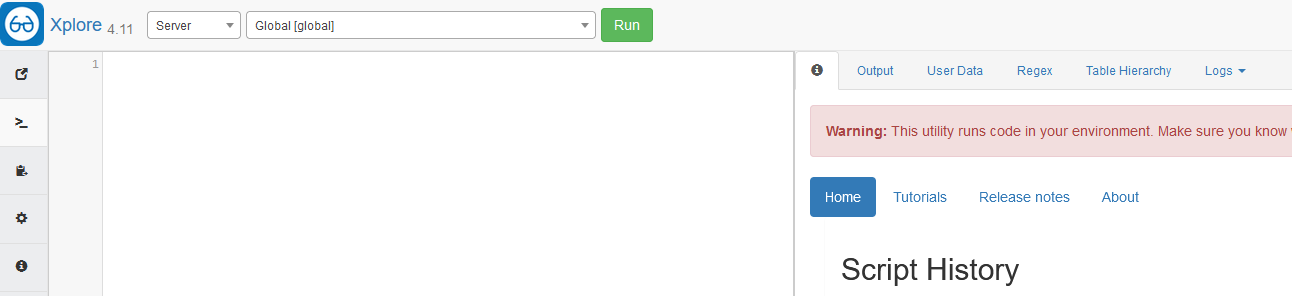 Xplore 4.11 Server Global [global] Run
1
Output User Data Regex Table Hierarchy Logs
Warning: This utility runs code in your environment. Make sure you know
>_
Home Tutorials Release notes About
Script History